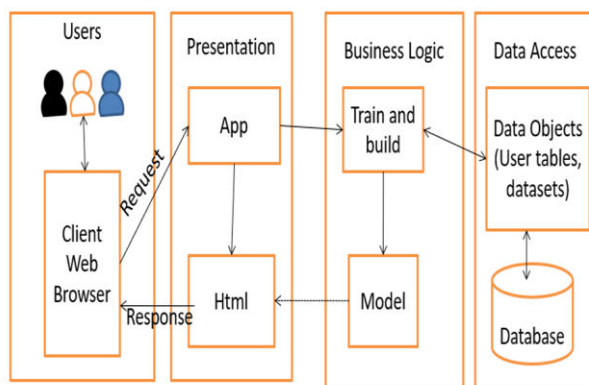 Users
Client
Web
Browser
Request
Response
Presentation
App
Html
Business Logic
Train and
build
Model
Data Access
Data Objects
(User tables,
datasets)
Database